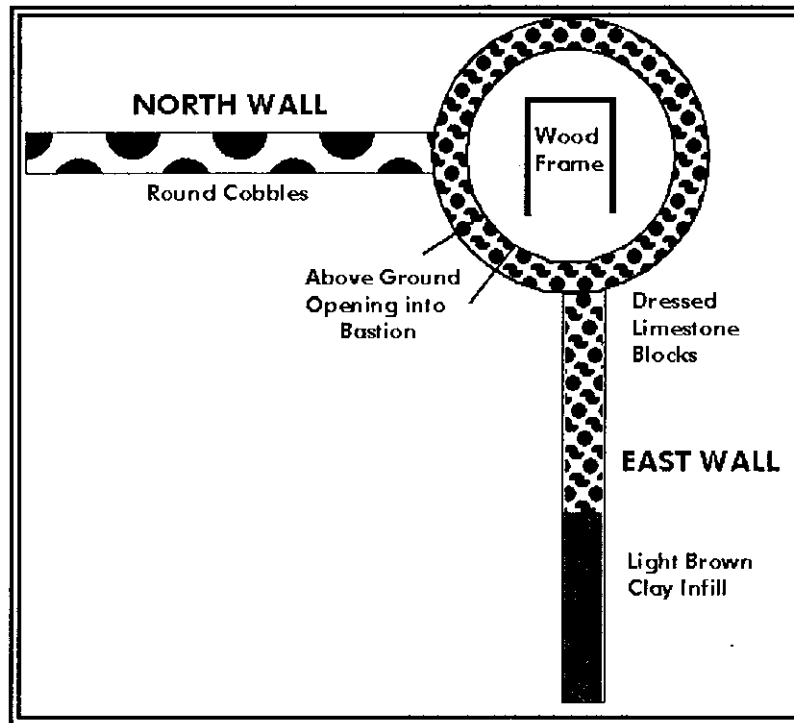 NORTH WALL
Round Cobbles
Wood
Frame
Above Ground
Opening into
Bastion
Dressed
Limestone
Blocks
EAST WALL
Light Brown
Clay Infill